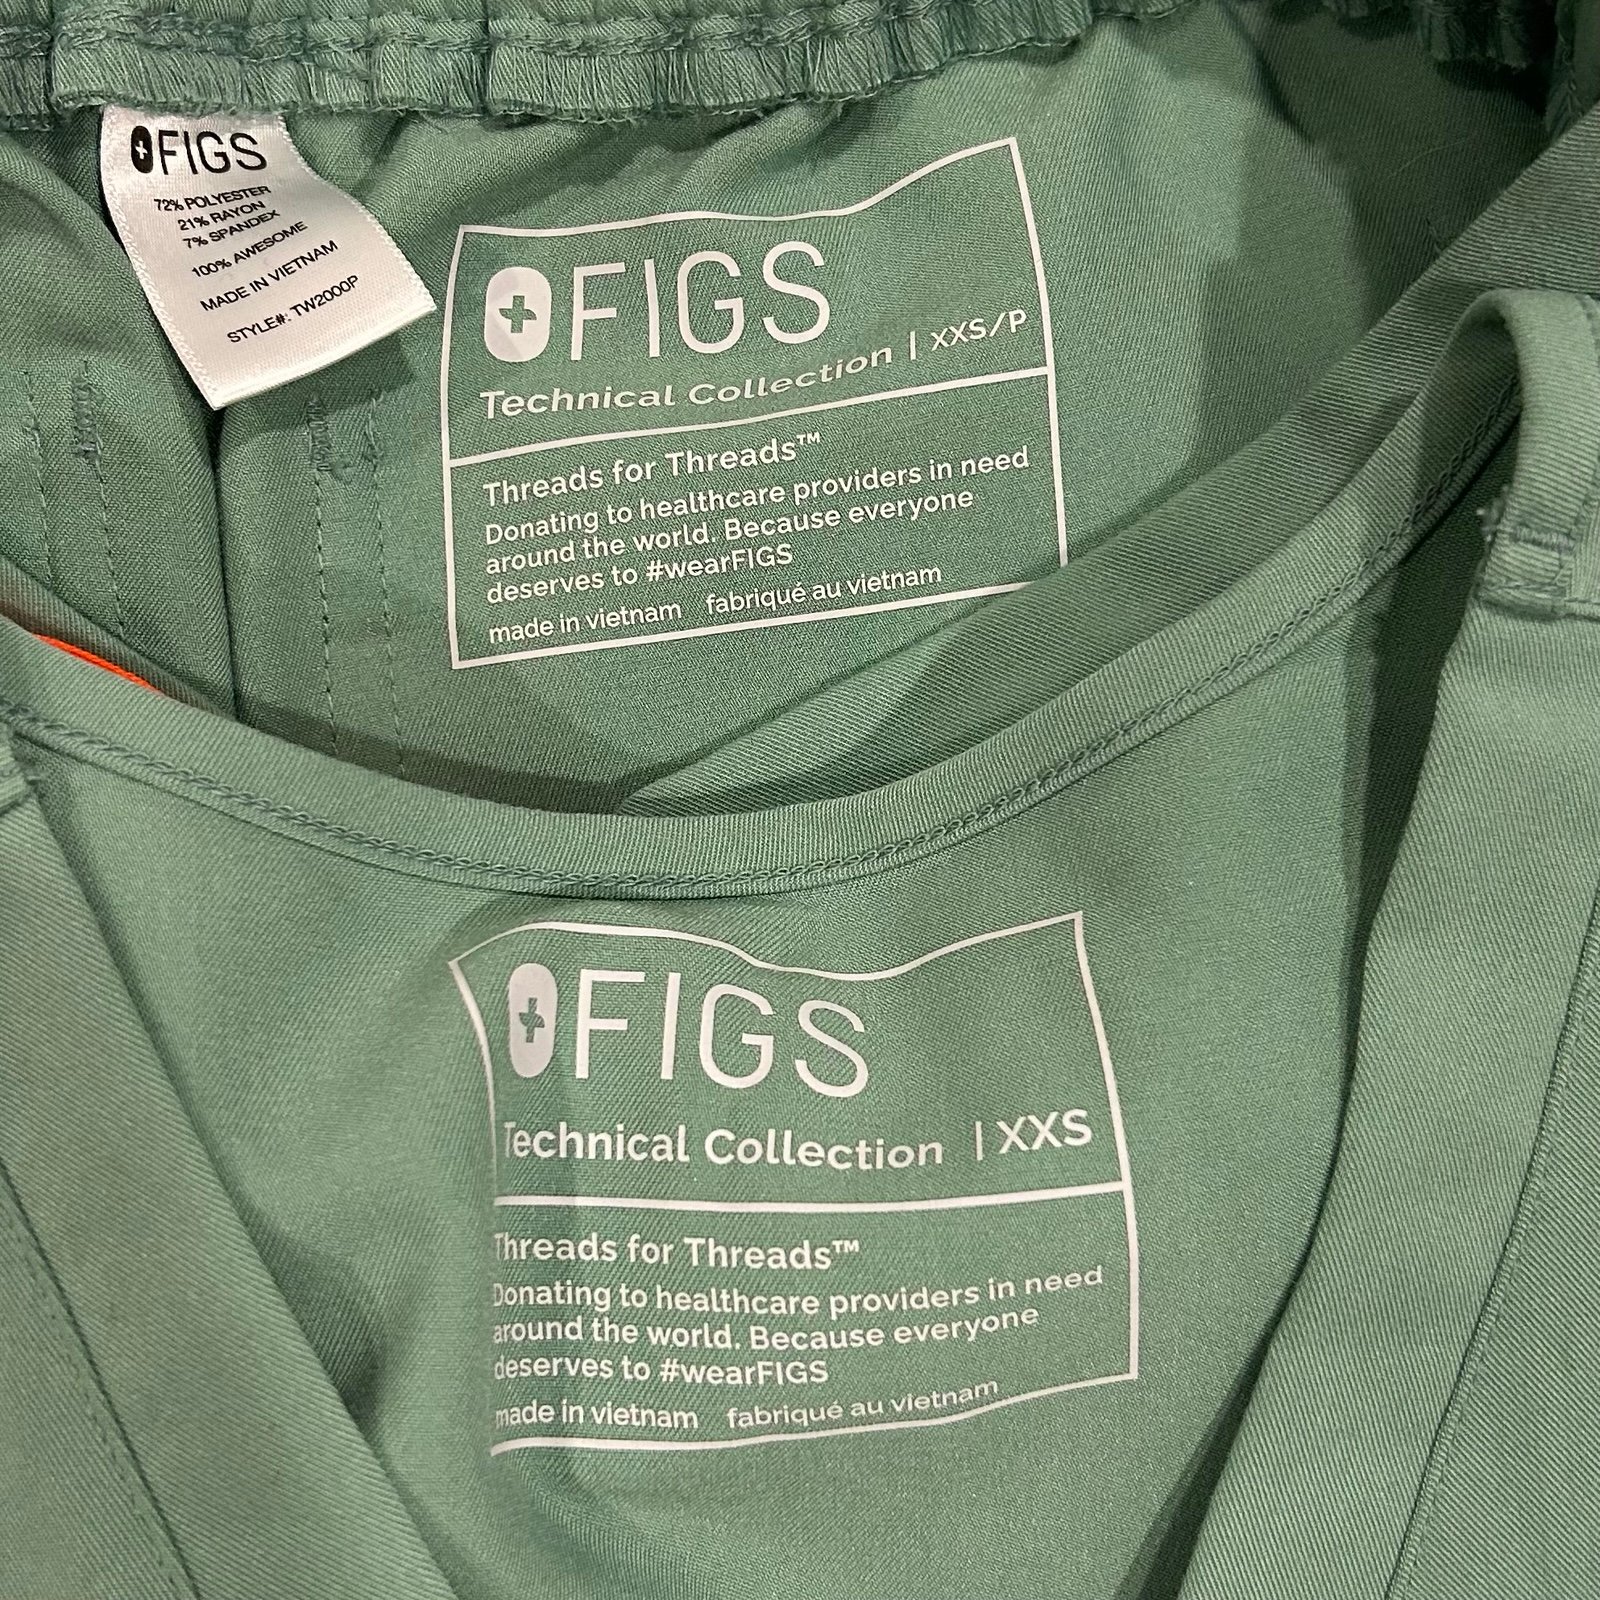 FIGS
72% POLYESTER
21% RAYON
7% SPANDEX
100% AWESOME
MADE IN VIETNAM
STYLE#: TW2000P
FIGS
Technical Collection | XXS/P
Threads for Threads™
Donating to healthcare providers in need
around the world. Because everyone
deserves to #wearFIGS
made in vietnam fabriqué au vietnam
FIGS
Technical Collection | XXS
Threads for Threads™
Donating to healthcare providers in need
around the world. Because everyone
deserves to #wearFIGS
made in vietnam fabriqué au vietnam